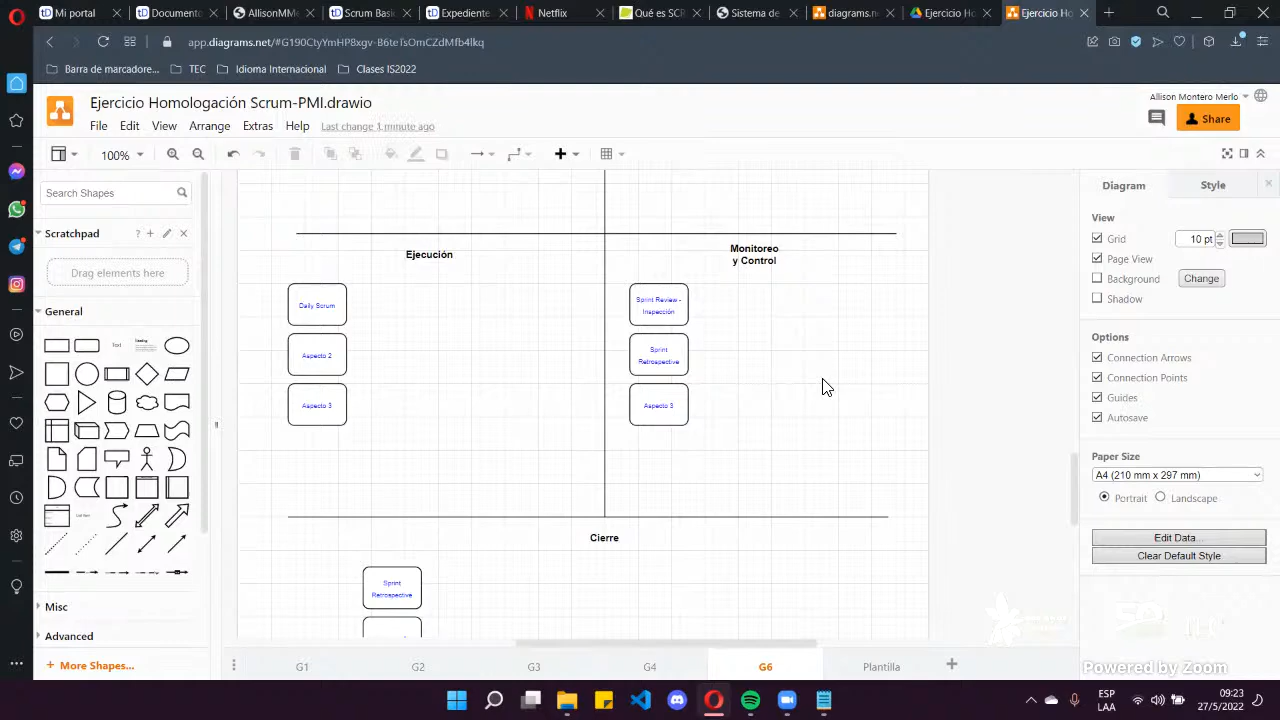 Mi portal
Documento
AllisonMMe
Scrum Basi
Expediente
Netflix
Qué es SCR
Sistema de
diagrams.ne
Ejercicio H
Ejercicio Ho
app.diagrams.net/#G190CtyYmHP8xgv-B6teTsOmCZdMfb4lkq
Barra de marcadore...
TEC
Idioma Internacional
Clases IS2022
Ejercicio Homologación Scrum-PMI.drawio
Allison Montero Merlo
File Edit View Arrange Extras Help Last change 1 minute ago
Share
100%
Search Shapes
Scratchpad
Drag elements here
General
Text
Heading
Misc
Advanced
+ More Shapes...
Ejecución
Monitoreo
y Control
Daily Scrum
Aspecto 2
Aspecto 3
Sprint Review -
Inspección
Sprint
Retrospective
Aspecto 3
Cierre
Sprint
Retrospective
G1 G2 G3 G4 G6 Plantilla
Diagram
Style
View
Grid
10 pt
Page View
Background
Change
Shadow
Options
Connection Arrows
Connection Points
Guides
Autosave
Paper Size
A4 (210 mm x 297 mm)
Portrait
Landscape
Edit Data...
Clear Default Style
Powered by Zoom
ESP
LAA
09:23
27/5/2022